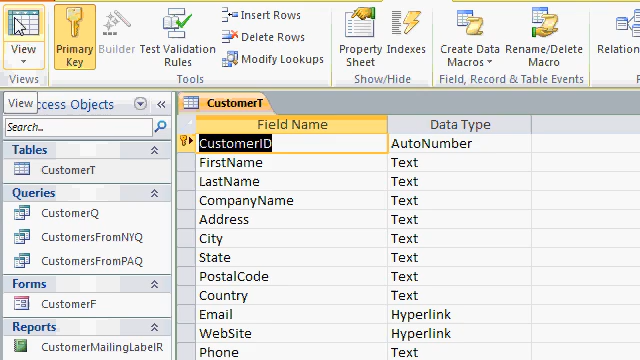 View
Primary Key
Builder
Test Validation Rules
Insert Rows
Delete Rows
Modify Lookups
Property Sheet
Indexes
Create Data Macros
Rename/Delete Macro
Views
Tools
Show/Hide
Field, Record & Table Events
View
ccess Objects
Search...
Tables
CustomerT
Queries
CustomerQ
CustomersFromNYQ
CustomersFromPAQ
Forms
CustomerF
Reports
CustomerMailingLabelR
CustomerT
Field Name Data Type
CustomerID AutoNumber
FirstName Text
LastName Text
CompanyName Text
Address Text
City Text
State Text
PostalCode Text
Country Text
Email Hyperlink
WebSite Hyperlink
Phone Text